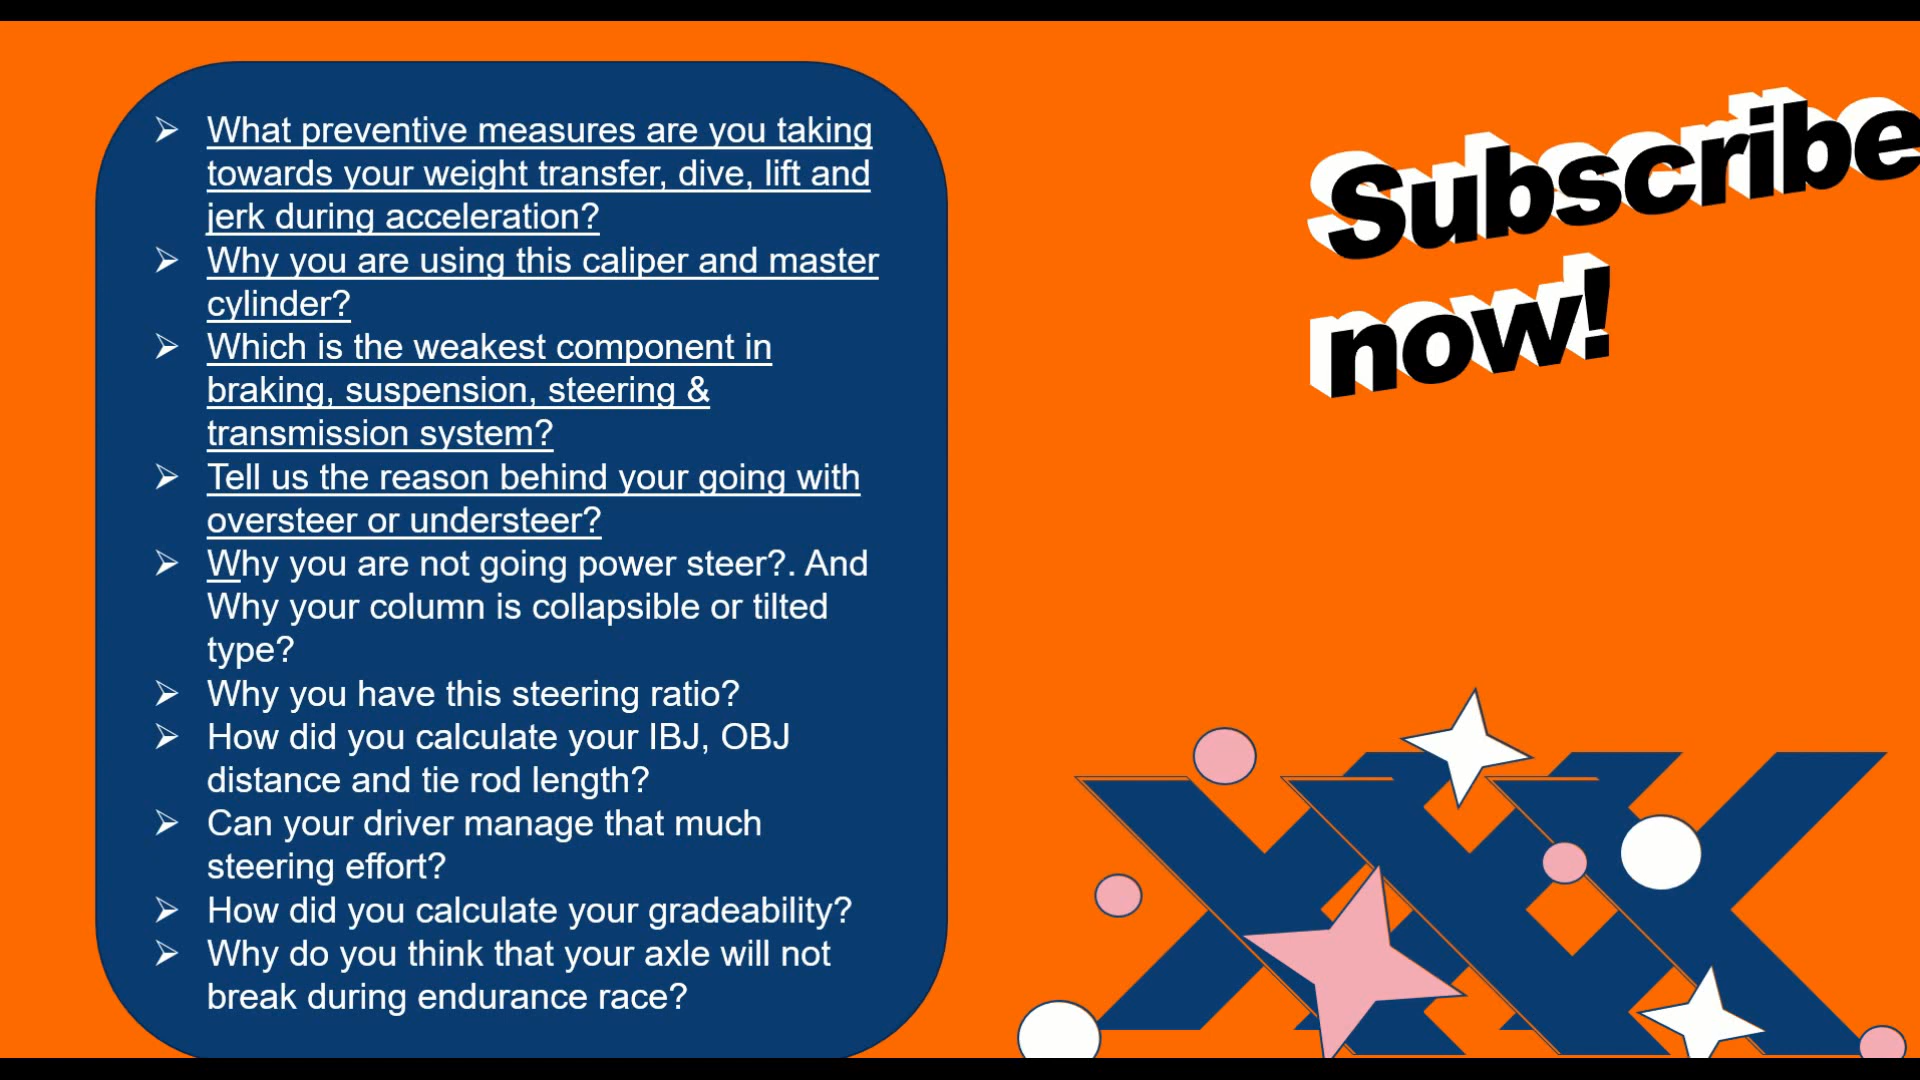 ➢ What preventive measures are you taking
towards your weight transfer, dive, lift and
jerk during acceleration?
➢ Why you are using this caliper and master
cylinder?
➢ Which is the weakest component in
braking, suspension, steering &
transmission system?
➢ Tell us the reason behind your going with
oversteer or understeer?
➢ Why you are not going power steer?. And
Why your column is collapsible or tilted
type?
➢ Why you have this steering ratio?
➢ How did you calculate your IBJ, OBJ
distance and tie rod length?
➢ Can your driver manage that much
steering effort?
➢ How did you calculate your gradeability?
➢ Why do you think that your axle will not
break during endurance race?
Subscribe
now!